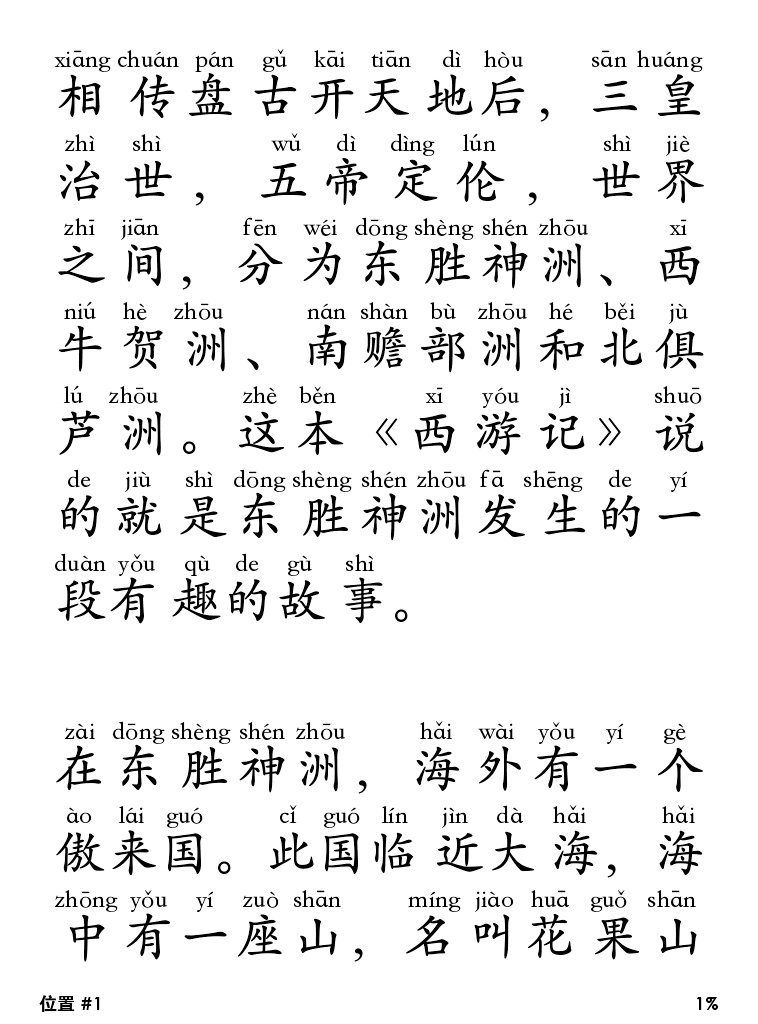 xiāng chuán pán gǔ kāi tiān dì hòu sān huáng
相传盘古开天地后，三皇
zhì shì wǔ dì dìng lún shì jiè
治世，五帝定伦，世界
zhī jiān fēn wéi dōng shèng shén zhōu xī
之间，分为东胜神洲、西
niú hè zhōu nán shàn bù zhōu hé běi jù
牛贺洲、南赡部洲和北俱
lú zhōu zhè běn xī yóu jì shuō
芦洲。这本《西游记》说
de jiù shì dōng shèng shén zhōu fā shēng de yí
的就是东胜神洲发生的一
duàn yǒu qù de gù shì
段有趣的故事。
zài dōng shèng shén zhōu hǎi wài yǒu yí gè
在东胜神洲，海外有一个
ào lái guó cǐ guó lín jìn dà hǎi hǎi
傲来国。此国临近大海，海
zhōng yǒu yí zuò shān míng jiào huā guǒ shān
中有一座山，名叫花果山
位置 #1 1%